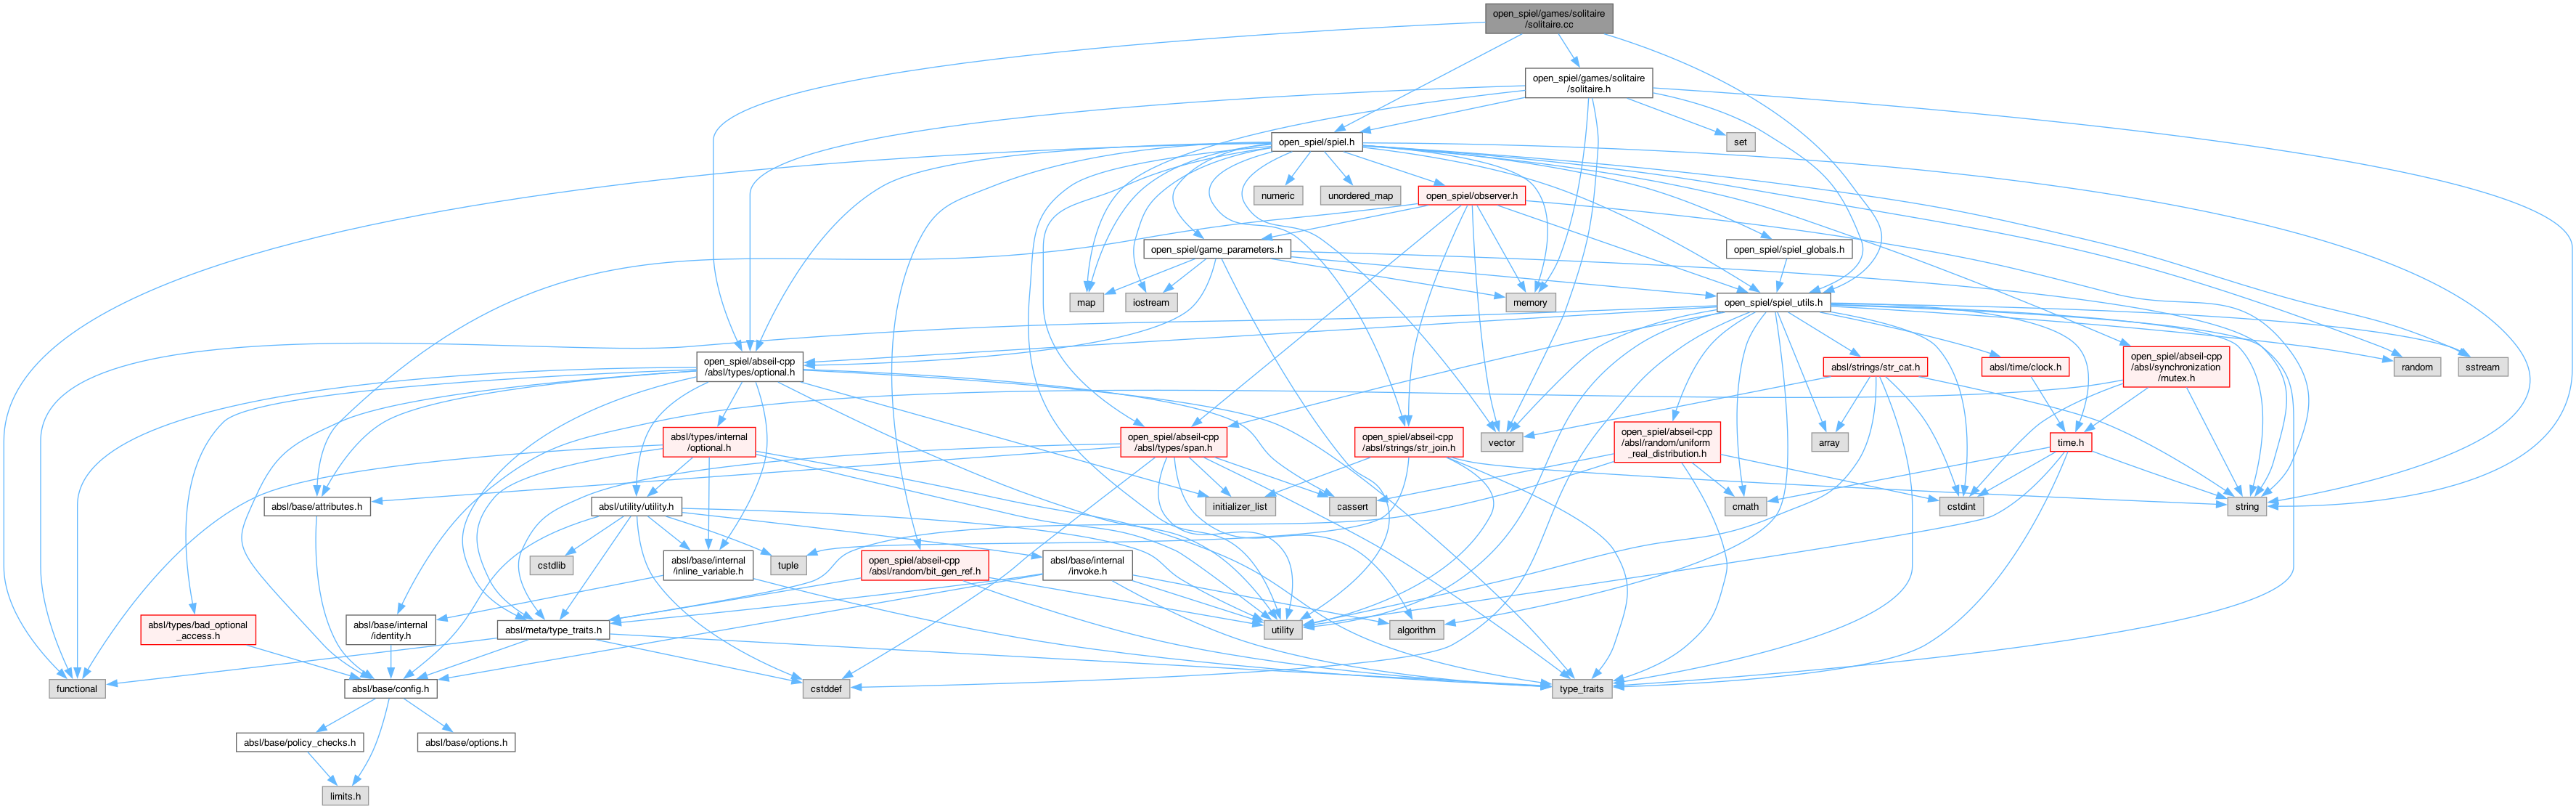 open_spiel/games/solitaire
/solitaire.cc
open_spiel/games/solitaire
/solitaire.h
open_spiel/spiel.h
set
numeric
unordered_map
open_spiel/observer.h
open_spiel/game_parameters.h
open_spiel/spiel_globals.h
map
iostream
memory
open_spiel/spiel_utils.h
open_spiel/abseil-cpp
/absl/types/optional.h
absl/strings/str_cat.h
absl/time/clock.h
open_spiel/abseil-cpp
/absl/synchronization
/mutex.h
random
sstream
absl/types/internal
/optional.h
open_spiel/abseil-cpp
/absl/types/span.h
open_spiel/abseil-cpp
/absl/strings/str_join.h
vector
open_spiel/abseil-cpp
/absl/random/uniform
_real_distribution.h
array
time.h
absl/base/attributes.h
absl/utility/utility.h
initializer_list
cassert
cmath
cstdint
string
cstdlib
absl/base/internal
/inline_variable.h
tuple
open_spiel/abseil-cpp
/absl/random/bit_gen_ref.h
absl/base/internal
/invoke.h
absl/types/bad_optional
_access.h
absl/base/internal
/identity.h
absl/meta/type_traits.h
utility
algorithm
functional
absl/base/config.h
cstddef
type_traits
absl/base/policy_checks.h
absl/base/options.h
limits.h